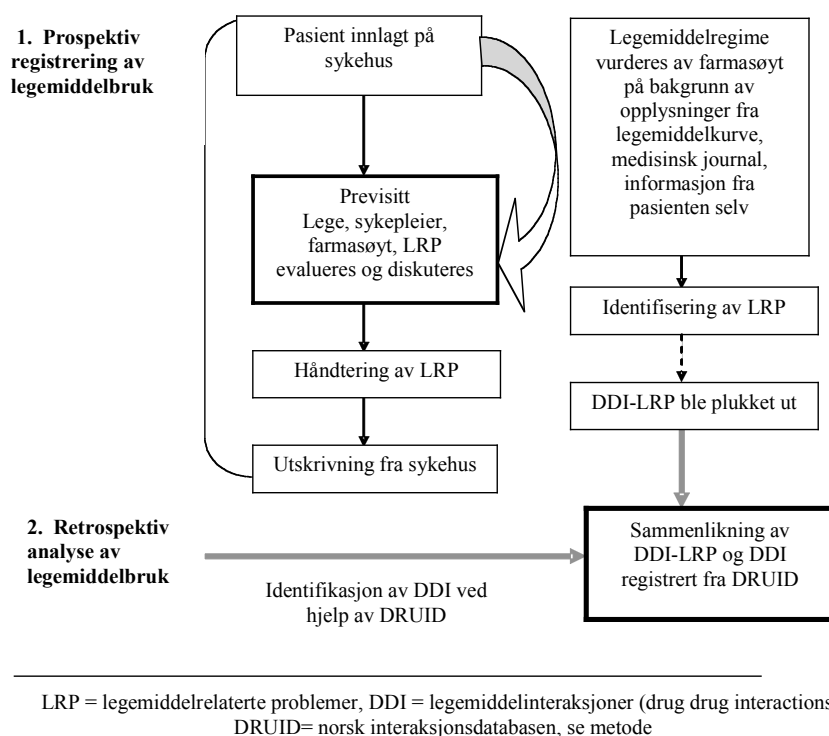 1. Prospektiv
registrering av
legemiddelbruk
Pasient innlagt på
sykehus
Previsitt
Lege, sykepleier,
farmasøyt, LRP
evalueres og diskuteres
Håndtering av LRP
Utskrivning fra sykehus
Legemiddelregime
vurderes av farmasøyt
på bakgrunn av
opplysninger fra
legemiddelkurve,
medisinsk journal,
informasjon fra
pasienten selv
Identifisering av LRP
DDI-LRP ble plukket ut
2. Retrospektiv
analyse av
legemiddelbruk
Identifikasjon av DDI ved
hjelp av DRUID
Sammenlikning av
DDI-LRP og DDI
registrert fra DRUID
LRP = legemiddelrelaterte problemer, DDI = legemiddelinteraksjoner (drug drug interactions
DRUID= norsk interaksjonsdatabasen, se metode